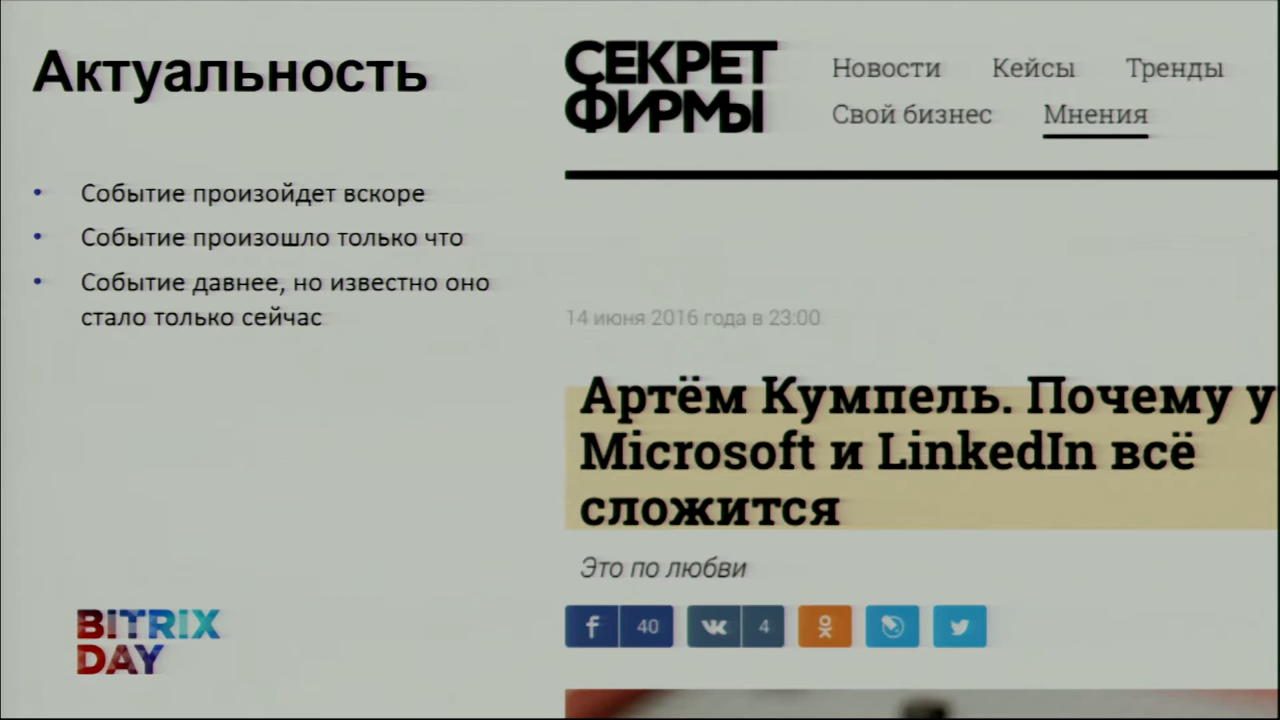 Актуальность
• Событие произойдет вскоре
• Событие произошло только что
• Событие давнее, но известно оно
стало только сейчас
BITRIX
DAY
СЕКРЕТ
ФИРМЫ
Новости Кейсы Тренды
Свой бизнес Мнения
14 июня 2016 года в 23:00
Артём Кумпель. Почему у
Microsoft и LinkedIn всё
сложится
Это по любви
40 4